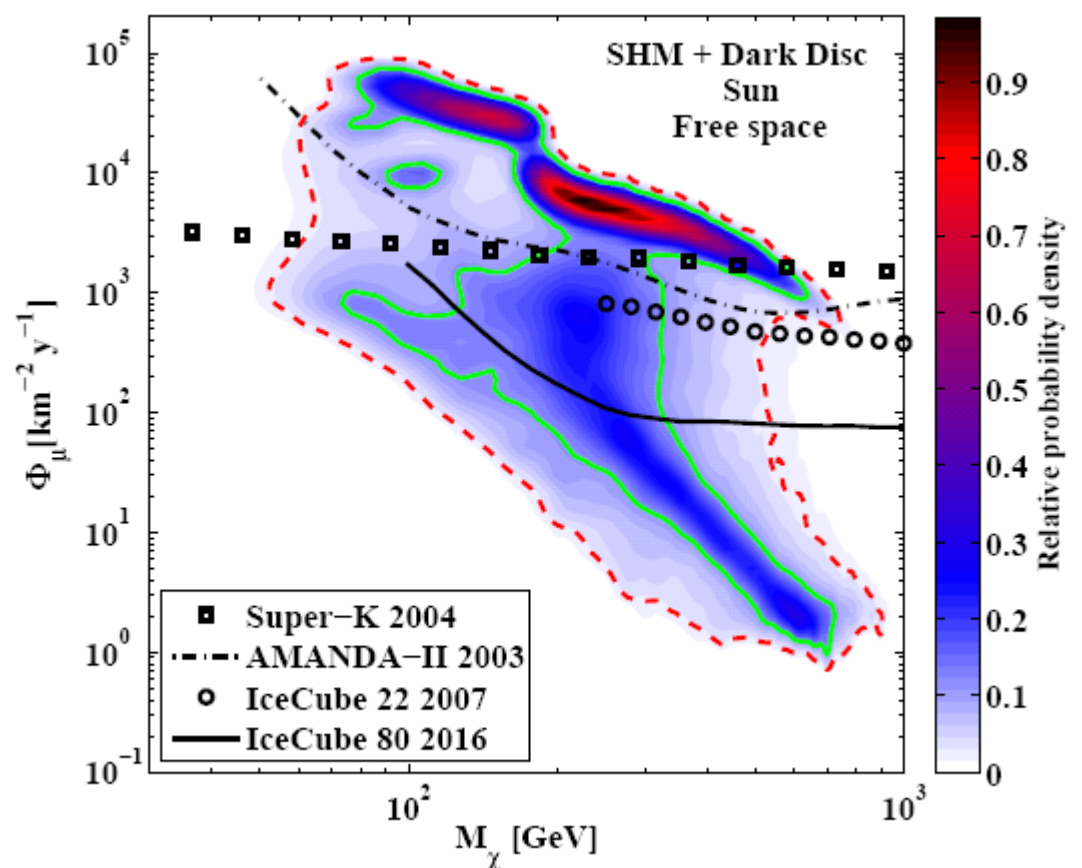 SHM + Dark Disc
Sun
Free space
10^5
10^4
10^3
10^2
10^1
10^0
10^-1
Φ_μ[km^-2 y^-1]
Super-K 2004
AMANDA-II 2003
IceCube 22 2007
IceCube 80 2016
10^2
10^3
M_χ [GeV]
0.9
0.8
0.7
0.6
0.5
0.4
0.3
0.2
0.1
0
Relative probability density